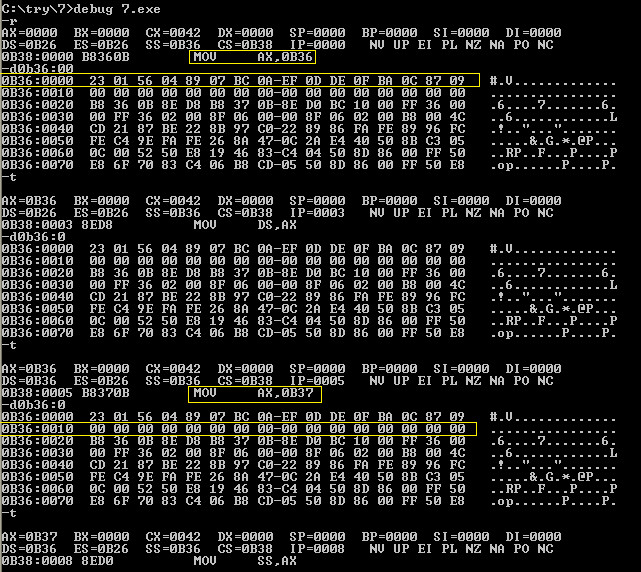 C:\try\7>debug 7.exe
-r
AX=0000  BX=0000  CX=0042  DX=0000  SP=0000  BP=0000  SI=0000  DI=0000
DS=0B26  ES=0B26  SS=0B36  CS=0B38  IP=0000   NV UP EI PL NZ NA PO NC
0B38:0000 B8360B        MOV     AX,0B36
-d0b36:00
0B36:0000  23 01 56 04 89 07 BC 0A-EF 0D DE 0F BA 0C 87 09   #.V.............
0B36:0010  00 00 00 00 00 00 00 00-00 00 00 00 00 00 00 00   ................
0B36:0020  B8 36 0B 8E D8 B8 37 0B-8E D0 BC 10 00 FF 36 00   .6....7.......6.
0B36:0030  00 FF 36 02 00 8F 06 00-00 8F 06 02 00 B8 00 4C   ..6............L
0B36:0040  CD 21 87 BE 22 8B 97 C0-22 89 86 FA FE 89 96 FC   .!.."...".......
0B36:0050  FE C4 9E FA FE 26 8A 47-0C 2A E4 40 50 8B C3 05   .....&.G.*.@P...
0B36:0060  0C 00 52 50 E8 19 46 83-C4 04 50 8D 86 00 FF 50   ..RP..F...P....P
0B36:0070  E8 6F 70 83 C4 06 B8 CD-05 50 8D 86 00 FF 50 E8   .op......P....P.
-t
AX=0B36  BX=0000  CX=0042  DX=0000  SP=0000  BP=0000  SI=0000  DI=0000
DS=0B26  ES=0B26  SS=0B36  CS=0B38  IP=0003   NV UP EI PL NZ NA PO NC
0B38:0003 8ED8          MOV     DS,AX
-d0b36:0
0B36:0000  23 01 56 04 89 07 BC 0A-EF 0D DE 0F BA 0C 87 09   #.V.............
0B36:0010  00 00 00 00 00 00 00 00-00 00 00 00 00 00 00 00   ................
0B36:0020  B8 36 0B 8E D8 B8 37 0B-8E D0 BC 10 00 FF 36 00   .6....7.......6.
0B36:0030  00 FF 36 02 00 8F 06 00-00 8F 06 02 00 B8 00 4C   ..6............L
0B36:0040  CD 21 87 BE 22 8B 97 C0-22 89 86 FA FE 89 96 FC   .!.."...".......
0B36:0050  FE C4 9E FA FE 26 8A 47-0C 2A E4 40 50 8B C3 05   .....&.G.*.@P...
0B36:0060  0C 00 52 50 E8 19 46 83-C4 04 50 8D 86 00 FF 50   ..RP..F...P....P
0B36:0070  E8 6F 70 83 C4 06 B8 CD-05 50 8D 86 00 FF 50 E8   .op......P....P.
-t
AX=0B36  BX=0000  CX=0042  DX=0000  SP=0000  BP=0000  SI=0000  DI=0000
DS=0B36  ES=0B26  SS=0B36  CS=0B38  IP=0005   NV UP EI PL NZ NA PO NC
0B38:0005 B8370B        MOV     AX,0B37
-d0b36:0
0B36:0000  23 01 56 04 89 07 BC 0A-EF 0D DE 0F BA 0C 87 09   #.V.............
0B36:0010  00 00 00 00 00 00 00 00-00 00 00 00 00 00 00 00   ................
0B36:0020  B8 36 0B 8E D8 B8 37 0B-8E D0 BC 10 00 FF 36 00   .6....7.......6.
0B36:0030  00 FF 36 02 00 8F 06 00-00 8F 06 02 00 B8 00 4C   ..6............L
0B36:0040  CD 21 87 BE 22 8B 97 C0-22 89 86 FA FE 89 96 FC   .!.."...".......
0B36:0050  FE C4 9E FA FE 26 8A 47-0C 2A E4 40 50 8B C3 05   .....&.G.*.@P...
0B36:0060  0C 00 52 50 E8 19 46 83-C4 04 50 8D 86 00 FF 50   ..RP..F...P....P
0B36:0070  E8 6F 70 83 C4 06 B8 CD-05 50 8D 86 00 FF 50 E8   .op......P....P.
-t
AX=0B37  BX=0000  CX=0042  DX=0000  SP=0000  BP=0000  SI=0000  DI=0000
DS=0B36  ES=0B26  SS=0B36  CS=0B38  IP=0008   NV UP EI PL NZ NA PO NC
0B38:0008 8ED0          MOV     SS,AX